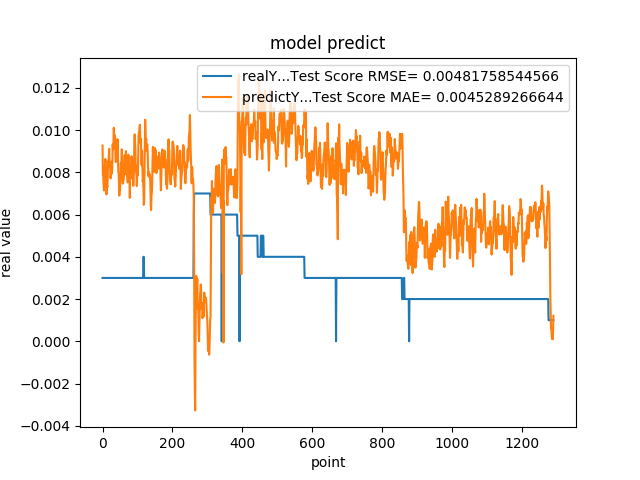 model predict
realY...Test Score RMSE= 0.00481758544566
predictY...Test Score MAE= 0.0045289266644
0.012
0.010
0.008
0.006
0.004
0.002
0.000
−0.002
−0.004
real value
0 200 400 600 800 1000 1200
point